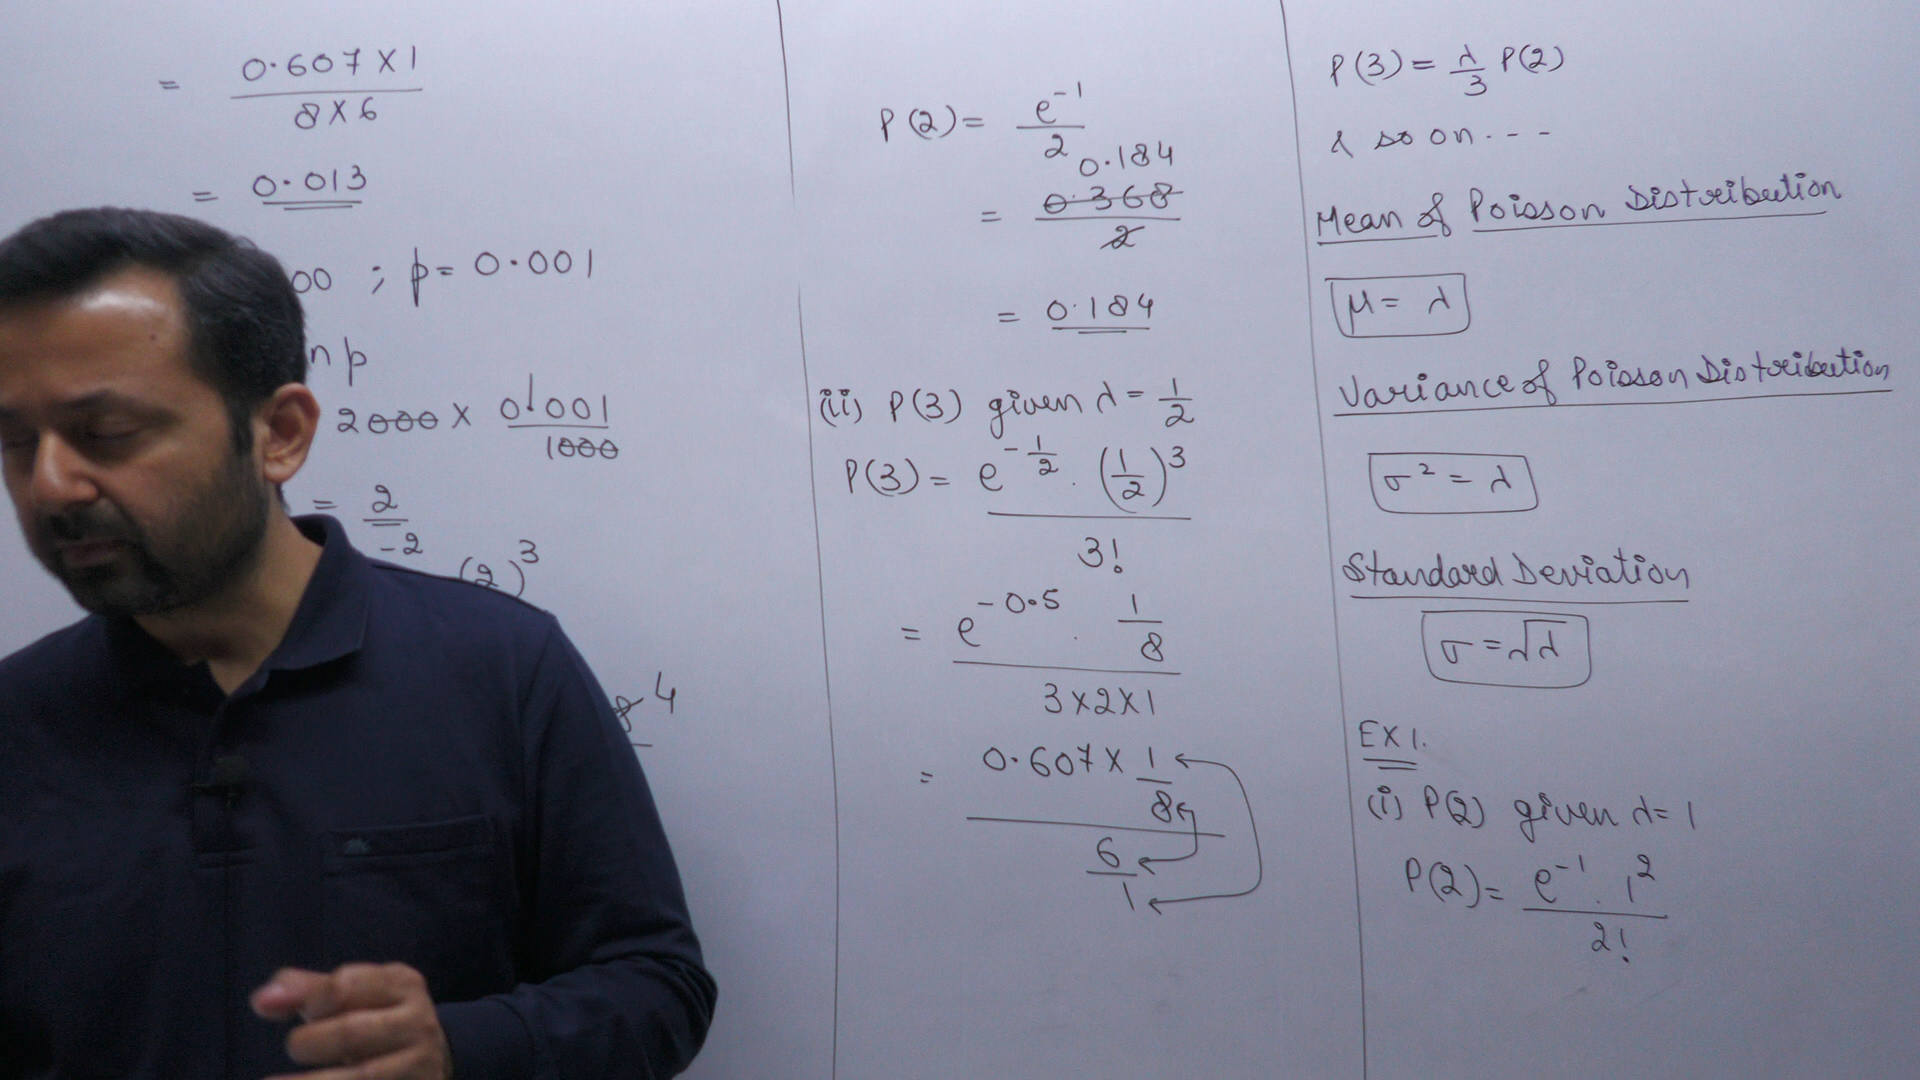 = 0.607 X 1
8 X 6
= 0.013
00 ; p = 0.001
np
2000 X 0.001
1000
= 2
-2 (2)^3
8 4
P(2) = e^-1
2
0.184
= 0.368
2
= 0.184
(ii) P(3) given λ = 1/2
P(3) = e^-1/2 . (1/2)^3
3!
= e^-0.5 . 1/8
3X2X1
= 0.607 X 1/8
6/1
P(3) = λ/3 P(2)
& so on ---
Mean of Poisson Distribution
μ = λ
Variance of Poisson Distribution
σ^2 = λ
Standard Deviation
σ = √λ
EX 1.
(i) P(2) given λ = 1
P(2) = e^-1 . 1^2
2!